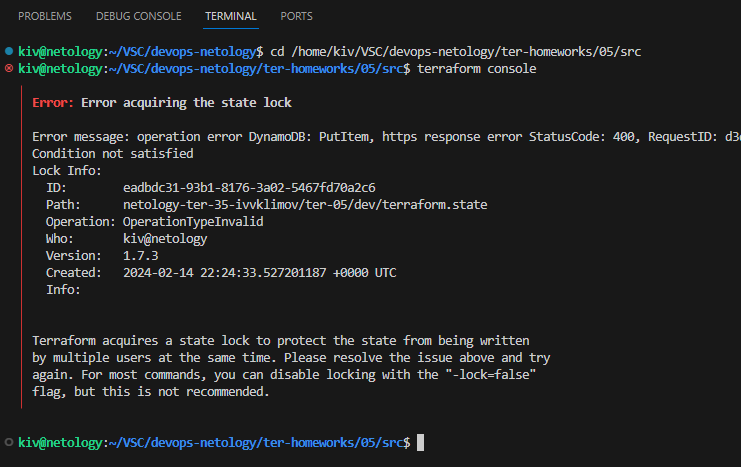 PROBLEMS DEBUG CONSOLE TERMINAL PORTS
kiv@netology:~/VSC/devops-netology$ cd /home/kiv/VSC/devops-netology/ter-homeworks/05/src
kiv@netology:~/VSC/devops-netology/ter-homeworks/05/src$ terraform console
Error: Error acquiring the state lock
Error message: operation error DynamoDB: PutItem, https response error StatusCode: 400, RequestID:
Condition not satisfied
Lock Info:
ID: eadbdc31-93b1-8176-3a02-5467fd70a2c6
Path: netology-ter-35-ivvklimov/ter-05/dev/terraform.state
Operation: OperationTypeInvalid
Who: kiv@netology
Version: 1.7.3
Created: 2024-02-14 22:24:33.527201187 +0000 UTC
Info:
Terraform acquires a state lock to protect the state from being written
by multiple users at the same time. Please resolve the issue above and try
again. For most commands, you can disable locking with the "-lock=false"
flag, but this is not recommended.
kiv@netology:~/VSC/devops-netology/ter-homeworks/05/src$